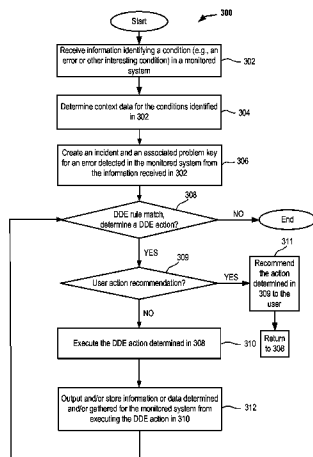 Start
300
Receive information identifying a condition (e.g., an
error or other interesting condition) in a monitored
system
302
Determine context data for the conditions identified
in 302
304
Create an incident and an associated problem key
for an error detected in the monitored system from
the information received in 302
306
308
DDE rule match,
determine a DDE action?
NO
End
YES
309
User action recommendation?
YES
311
Recommend
the action
determined in
309 to the
user
Return
to 308
NO
Execute the DDE action determined in 308
310
Output and/or store information or data determined
and/or gathered for the monitored system from
executing the DDE action in 310
312